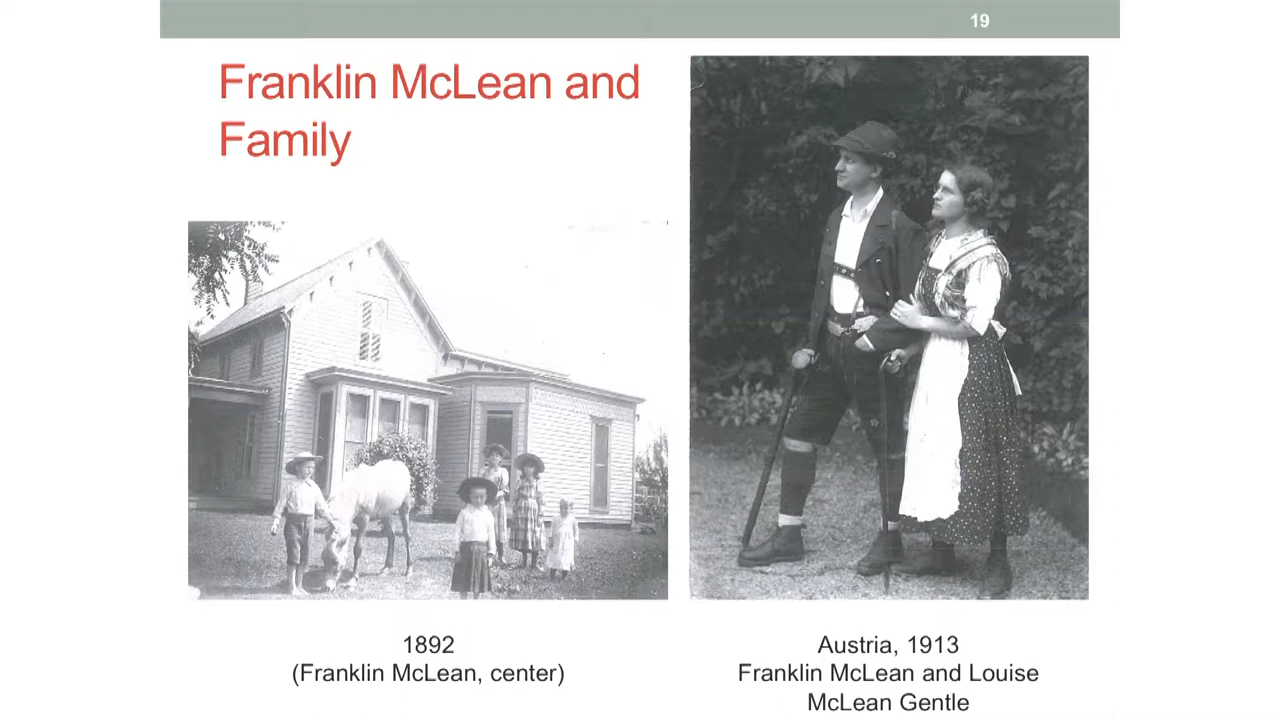 19
Franklin McLean and
Family
1892
(Franklin McLean, center)
Austria, 1913
Franklin McLean and Louise
McLean Gentle